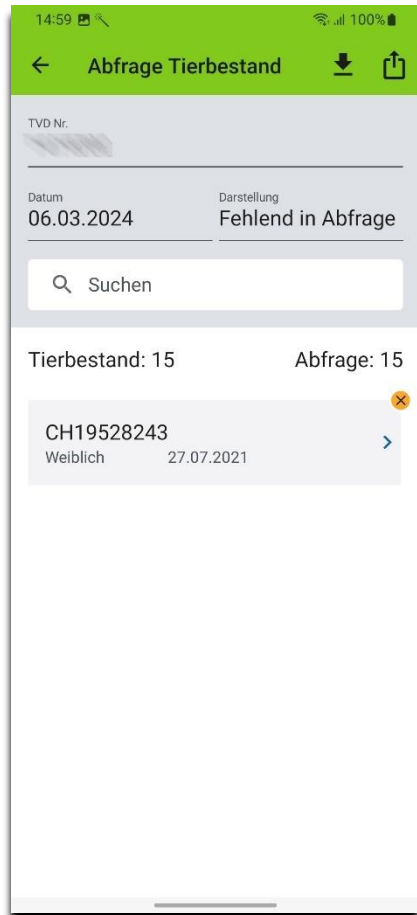 14:59 100%
Abfrage Tierbestand
TVD Nr.
Datum Darstellung
06.03.2024 Fehlend in Abfrage
Suchen
Tierbestand: 15 Abfrage: 15
CH19528243
Weiblich 27.07.2021